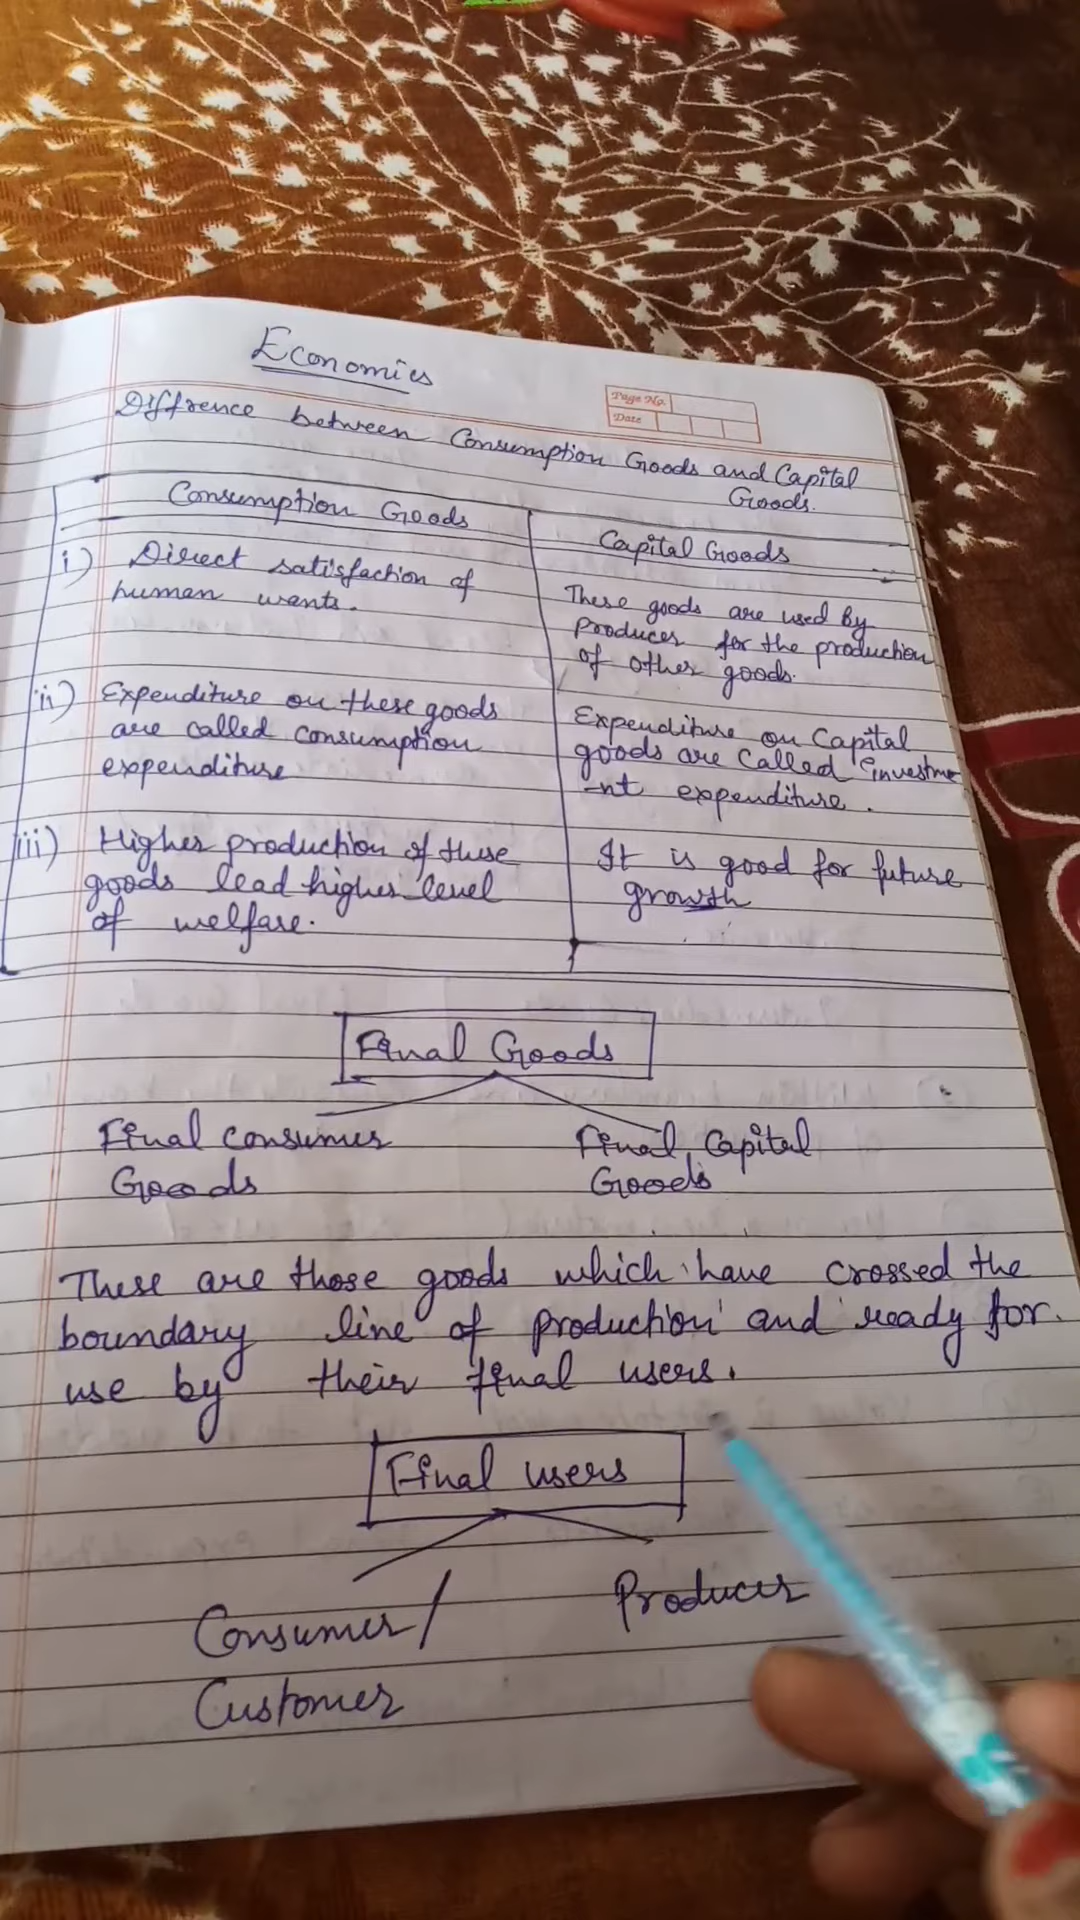 Economics
Page No.
Date
Diffrence between Consumption Goods and Capital
Goods.
Consumption Goods
i) Direct satisfaction of
human wants.
ii) Expenditure on these goods
are called consumption
expenditure
iii) Higher production of these
goods lead higher level
of welfare.
Capital Goods
These goods are used by
producer for the production
of other goods.
Expenditure on Capital
goods are called investme
-nt expenditure.
It is good for future
growth
Final Goods
Final consumer
Goods
Final Capital
Goods
These are those goods which have crossed the
boundary line of production and ready for
use by their final users.
Final users
Consumer/
Customer
Producer